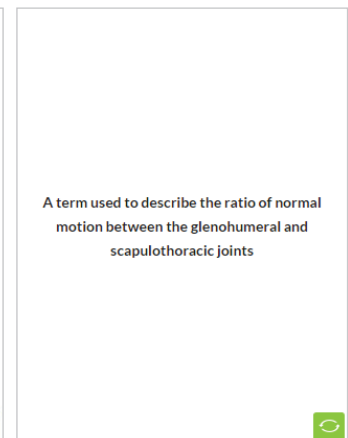 A term used to describe the ratio of normal
motion between the glenohumeral and
scapulothoracic joints